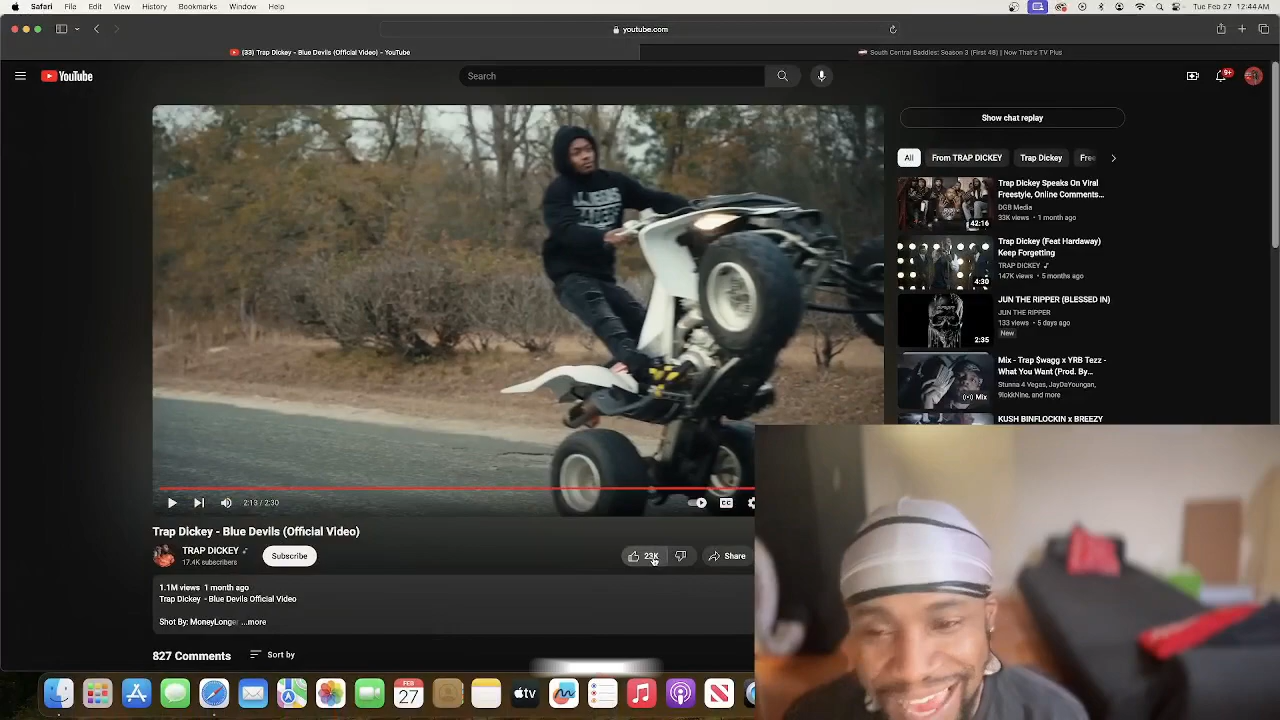 Safari File Edit View History Bookmarks Window Help
Tue Feb 27 12:44 AM
youtube.com
(33) Trap Dickey - Blue Devils (Official Video) - YouTube
South Central Baddies: Season 3 (First 48) | Now That's TV Plus
YouTube
Search
9+
Show chat replay
All
From TRAP DICKEY
Trap Dickey
Free
Trap Dickey Speaks On Viral
Freestyle, Online Comments...
DGB Media
33K views • 1 month ago
42:16
Trap Dickey (Feat Hardaway)
Keep Forgetting
TRAP DICKEY
147K views • 5 months ago
4:30
JUN THE RIPPER (BLESSED IN)
JUN THE RIPPER
133 views • 5 days ago
New
2:35
Mix - Trap $wagg x YRB Tezz -
What You Want (Prod. By...
Stunna 4 Vegas, JayDaYoungan,
9lokkNine, and more
Mix
KUSH BINFLOCKIN x BREEZY
2:13 / 2:30
CC
Trap Dickey - Blue Devils (Official Video)
TRAP DICKEY
17.4K subscribers
Subscribe
23K
Share
1.1M views 1 month ago
Trap Dickey - Blue Devils Official Video
Shot By: MoneyLonge ...more
827 Comments
Sort by
FEB
27
tv